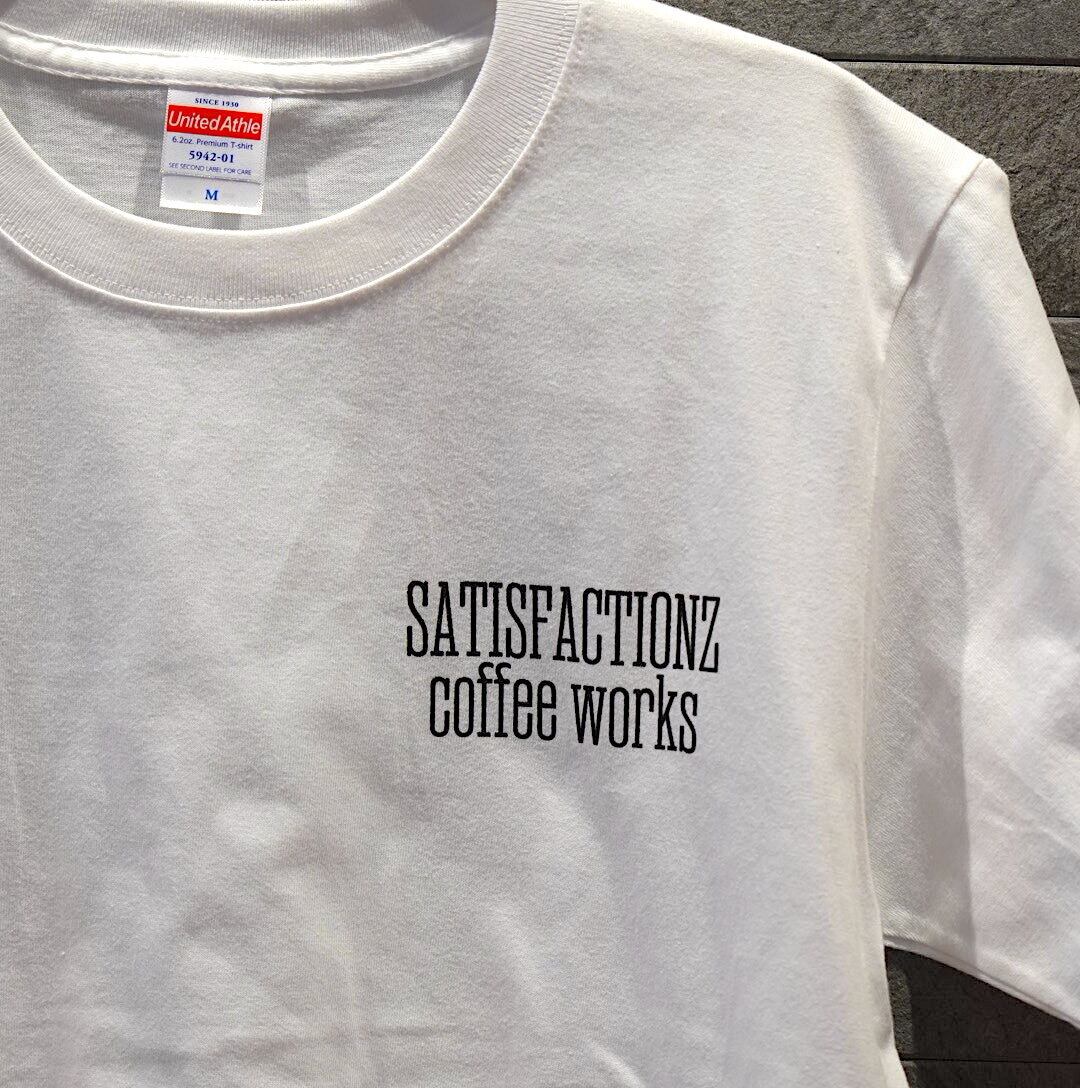 SINCE 1930
United Athle
6.2oz. Premium T-shirt
5942-01
SEE SECOND LABEL FOR CARE
M
SATISFACTIONZ
coffee works